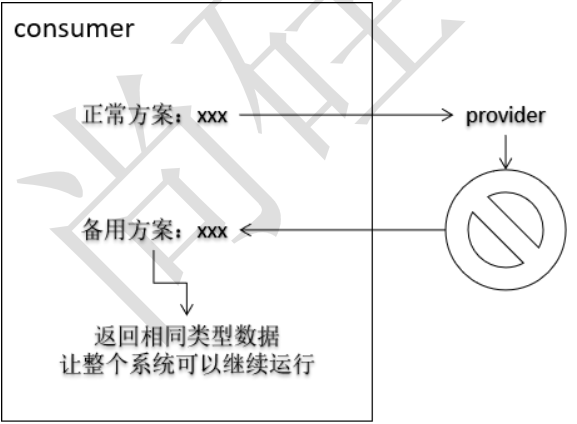 consumer
正常方案：xxx
provider
备用方案：xxx
返回相同类型数据
让整个系统可以继续运行